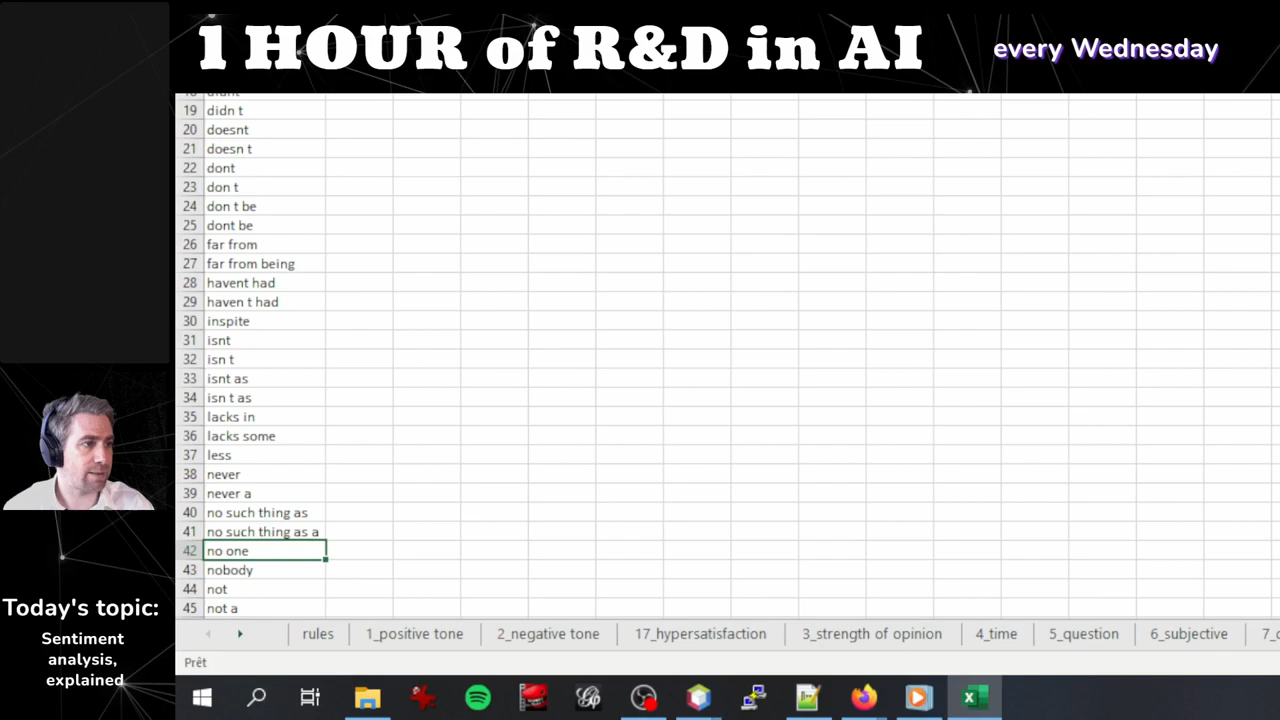 1 HOUR of R&D in AI
every Wednesday
19 didn t
20 doesnt
21 doesn t
22 dont
23 don t
24 don t be
25 dont be
26 far from
27 far from being
28 havent had
29 haven t had
30 inspite
31 isnt
32 isn t
33 isnt as
34 isn t as
35 lacks in
36 lacks some
37 less
38 never
39 never a
40 no such thing as
41 no such thing as a
42 no one
43 nobody
44 not
45 not a
rules 1_positive tone 2_negative tone 17_hypersatisfaction 3_strength of opinion 4_time 5_question 6_subjective
Prêt
Today's topic:
Sentiment
analysis,
explained